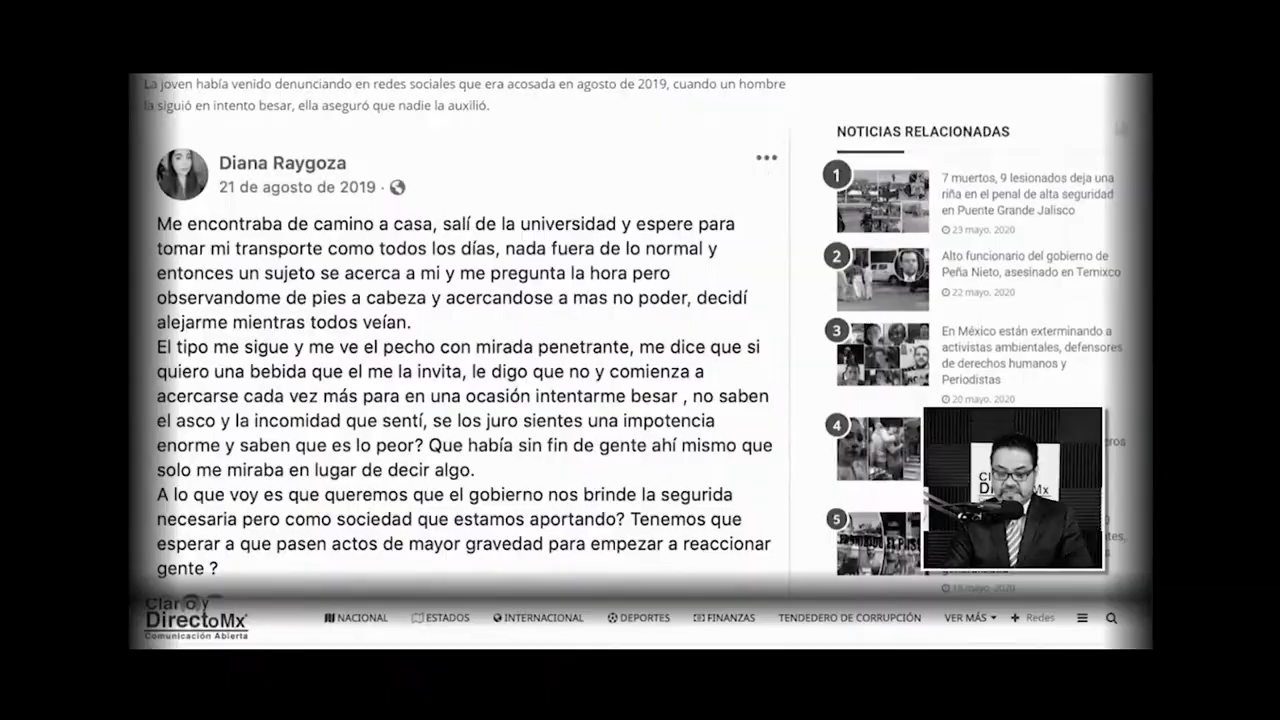 La joven había venido denunciando en redes sociales que era acosada en agosto de 2019, cuando un hombre
la siguió en intento besar, ella aseguró que nadie la auxilió.
Diana Raygoza
21 de agosto de 2019 ·
Me encontraba de camino a casa, salí de la universidad y espere para
tomar mi transporte como todos los días, nada fuera de lo normal y
entonces un sujeto se acerca a mi y me pregunta la hora pero
observandome de pies a cabeza y acercandose a mas no poder, decidí
alejarme mientras todos veían.
El tipo me sigue y me ve el pecho con mirada penetrante, me dice que si
quiero una bebida que el me la invita, le digo que no y comienza a
acercarse cada vez más para en una ocasión intentarme besar , no saben
el asco y la incomidad que sentí, se los juro sientes una impotencia
enorme y saben que es lo peor? Que había sin fin de gente ahí mismo que
solo me miraba en lugar de decir algo.
A lo que voy es que queremos que el gobierno nos brinde la segurida
necesaria pero como sociedad que estamos aportando? Tenemos que
esperar a que pasen actos de mayor gravedad para empezar a reaccionar
gente ?
NOTICIAS RELACIONADAS
1
7 muertos, 9 lesionados deja una
riña en el penal de alta seguridad
en Puente Grande Jalisco
23 mayo, 2020
2
Alto funcionario del gobierno de
Peña Nieto, asesinado en Temixco
22 mayo, 2020
3
En México están exterminando a
activistas ambientales, defensores
de derechos humanos y
Periodistas
20 mayo, 2020
4
5
18 mayo, 2020
Claro y
DirectoMx
Comunicación Abierta
NACIONAL
ESTADOS
INTERNACIONAL
DEPORTES
FINANZAS
TENDEDERO DE CORRUPCIÓN
VER MÁS
Redes